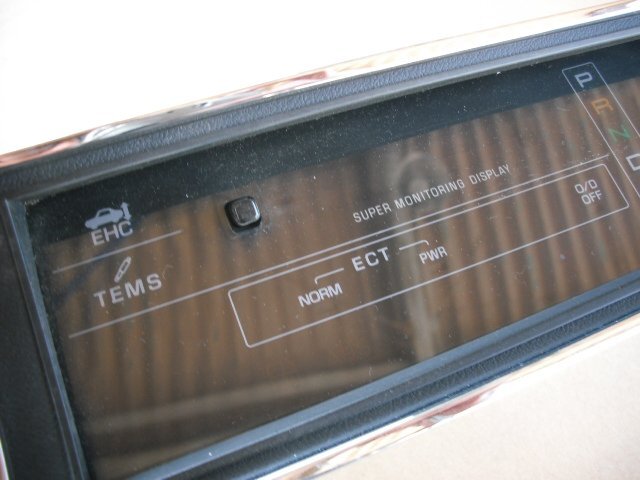 EHC
TEMS
SUPER MONITORING DISPLAY
ECT
NORM
PWR
O/D
OFF
P
R
N
D